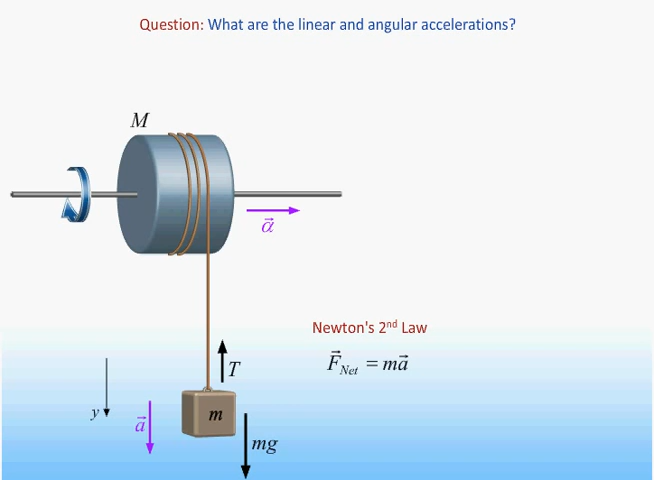 Question: What are the linear and angular accelerations?
M
α⃗
Newton's 2nd Law
F⃗Net = ma⃗
T
y
a⃗
m
mg